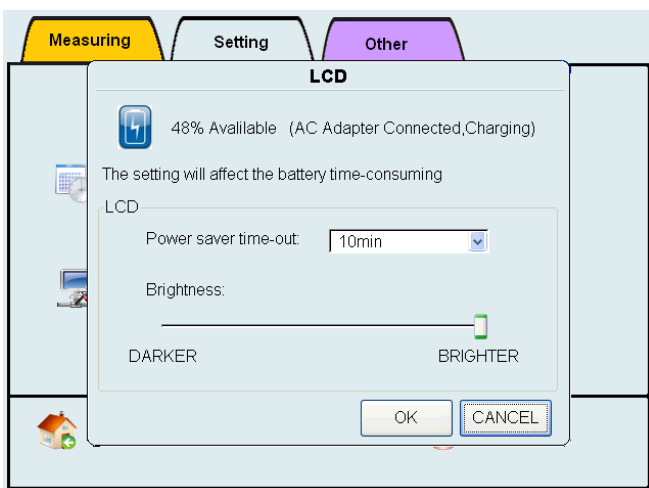 Measuring Setting Other
LCD
48% Avalilable (AC Adapter Connected,Charging)
The setting will affect the battery time-consuming
LCD
Power saver time-out: 10min
Brightness:
DARKER BRIGHTER
OK CANCEL